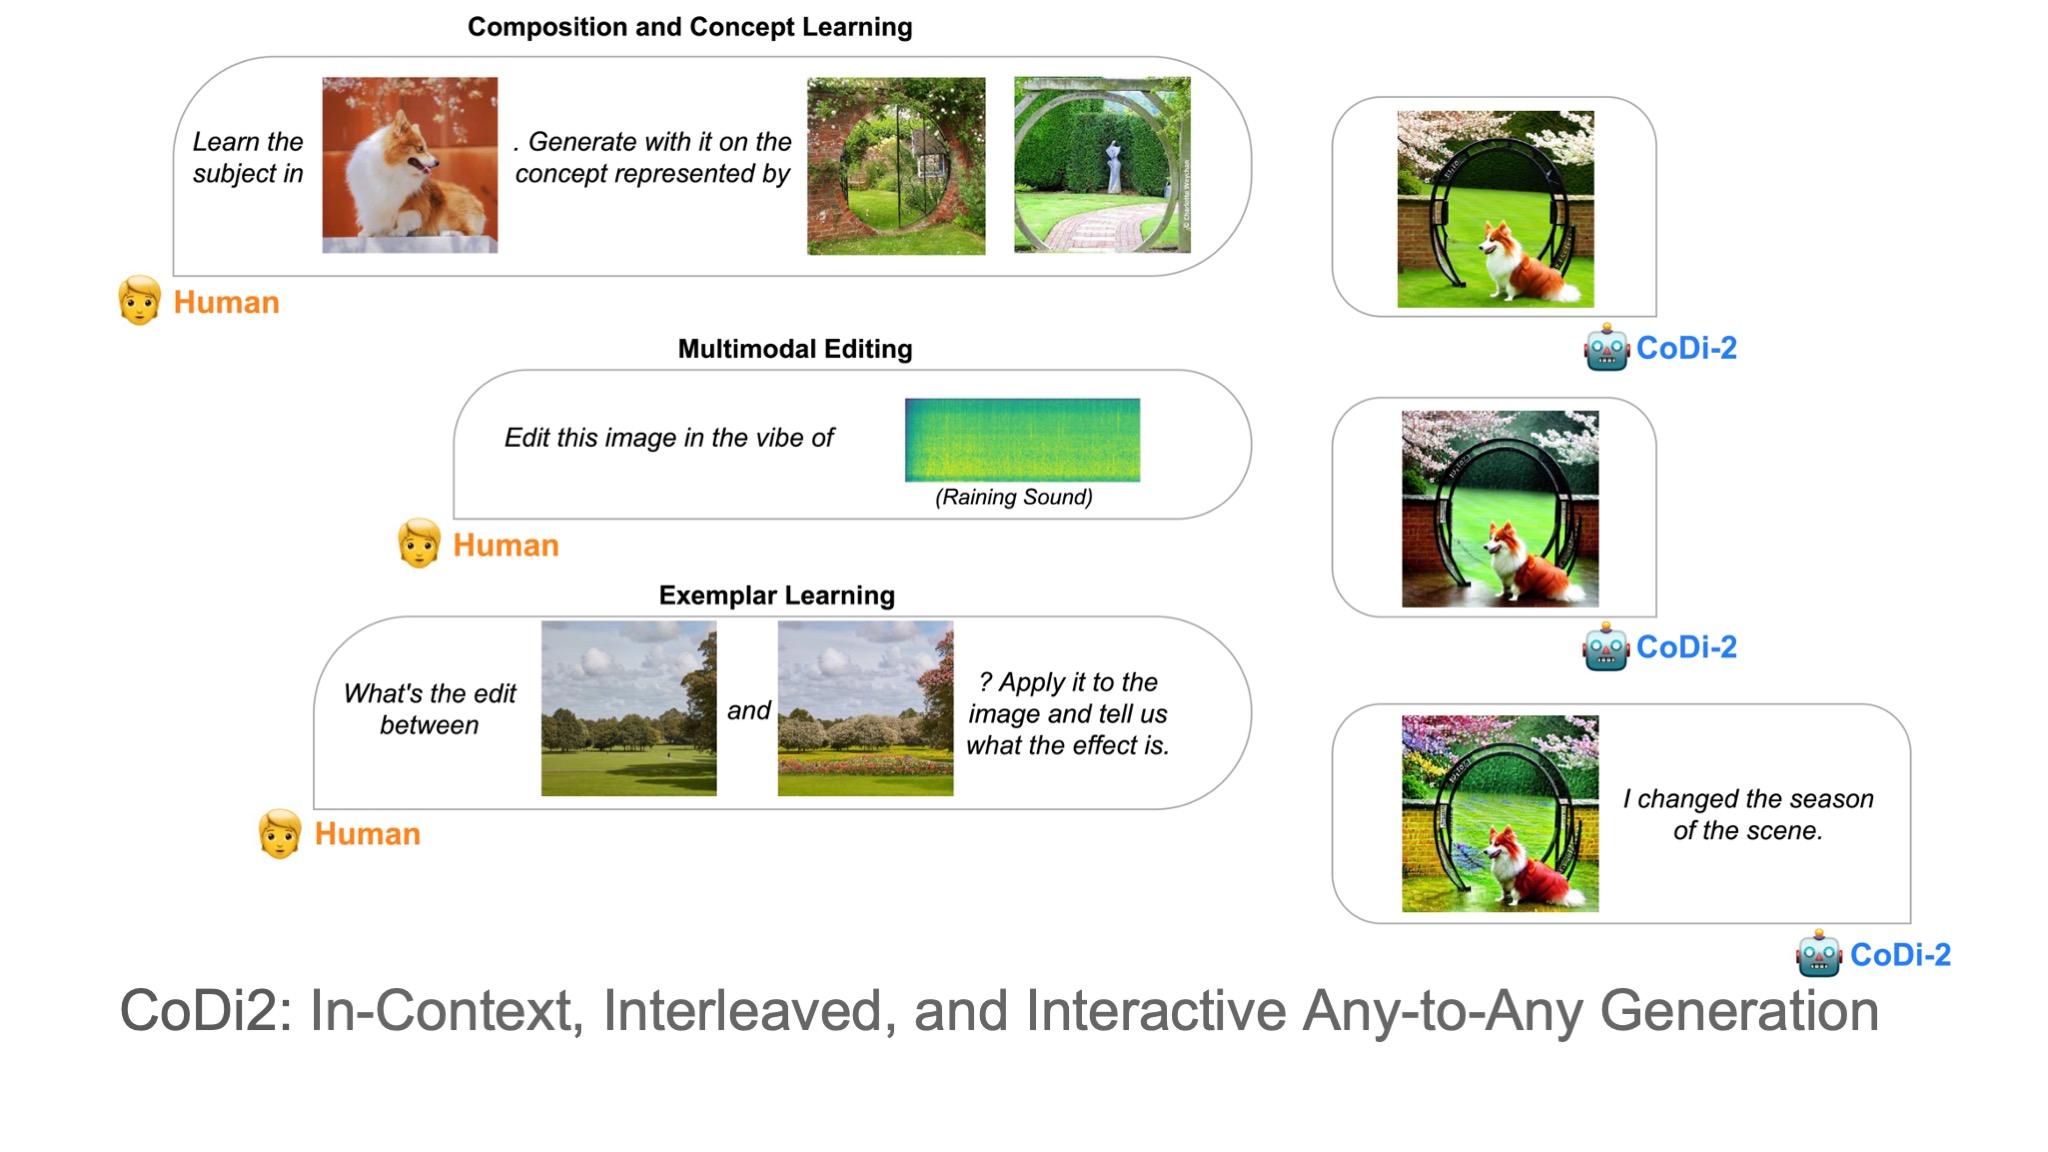 Composition and Concept Learning
Learn the
subject in
. Generate with it on the
concept represented by
© Charlotte Weychan
Human
CoDi-2
Multimodal Editing
Edit this image in the vibe of
(Raining Sound)
Human
CoDi-2
Exemplar Learning
What's the edit
between
and
? Apply it to the
image and tell us
what the effect is.
Human
I changed the season
of the scene.
CoDi-2
CoDi2: In-Context, Interleaved, and Interactive Any-to-Any Generation